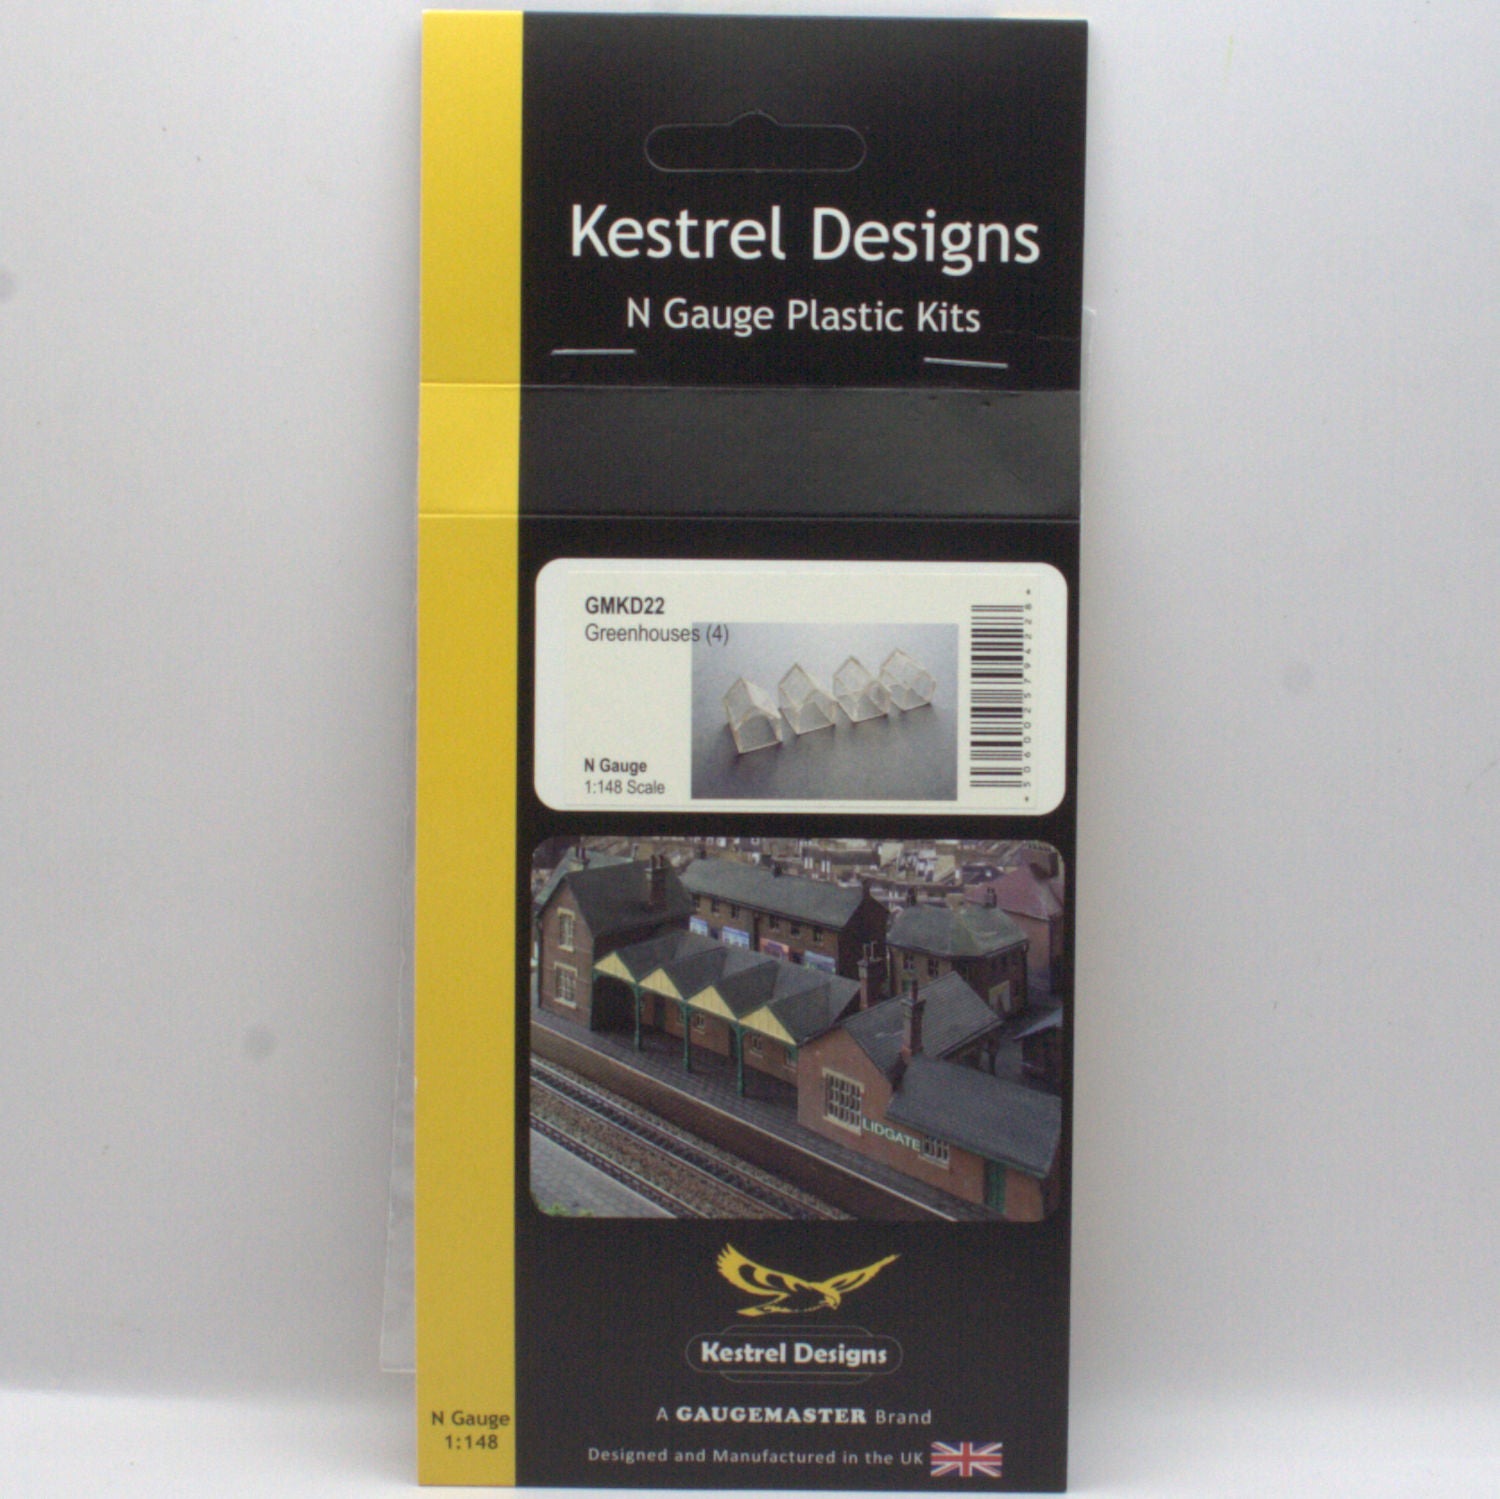 Kestrel Designs
N Gauge Plastic Kits
GMKD22
Greenhouses (4)
N Gauge
1:148 Scale
* 5060025794228 *
LIDGATE
Kestrel Designs
A GAUGEMASTER Brand
Designed and Manufactured in the UK
N Gauge
1:148